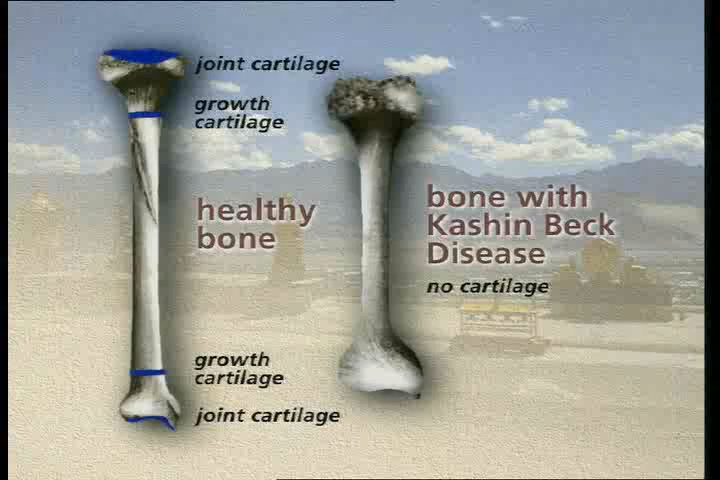 joint cartilage
growth
cartilage
healthy
bone
growth
cartilage
joint cartilage
bone with
Kashin Beck
Disease
no cartilage